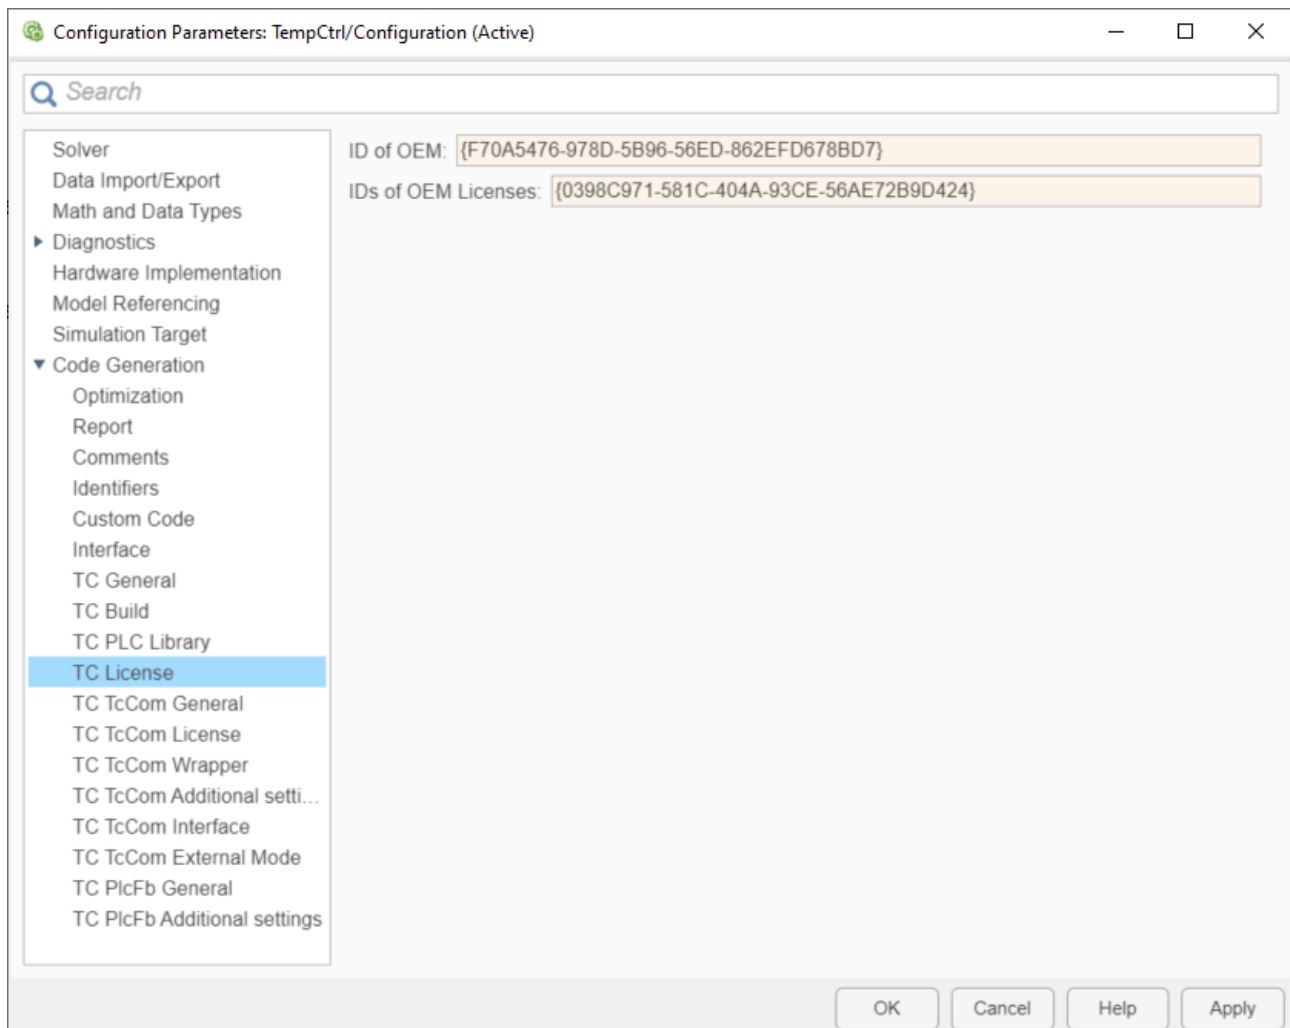 Configuration Parameters: TempCtrl/Configuration (Active)
Search
Solver
Data Import/Export
Math and Data Types
Diagnostics
Hardware Implementation
Model Referencing
Simulation Target
Code Generation
Optimization
Report
Comments
Identifiers
Custom Code
Interface
TC General
TC Build
TC PLC Library
TC License
TC TcCom General
TC TcCom License
TC TcCom Wrapper
TC TcCom Additional setti...
TC TcCom Interface
TC TcCom External Mode
TC PlcFb General
TC PlcFb Additional settings
ID of OEM: {F70A5476-978D-5B96-56ED-862EFD678BD7}
IDs of OEM Licenses: {0398C971-581C-404A-93CE-56AE72B9D424}
OK Cancel Help Apply